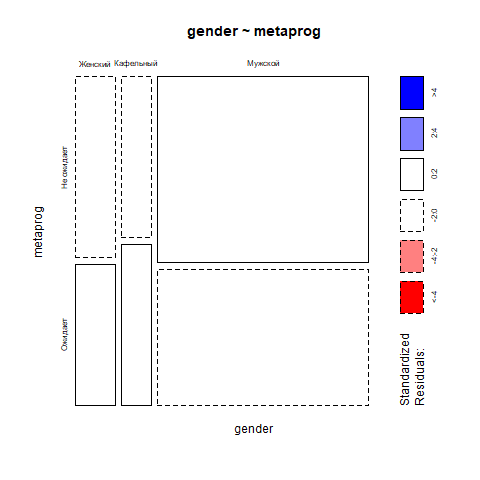 gender ~ metaprog
Женский
Кафельный
Мужской
Не ожидает
Ожидает
metaprog
gender
>4
2:4
0:2
-2:0
-4:-2
<-4
Standardized
Residuals: